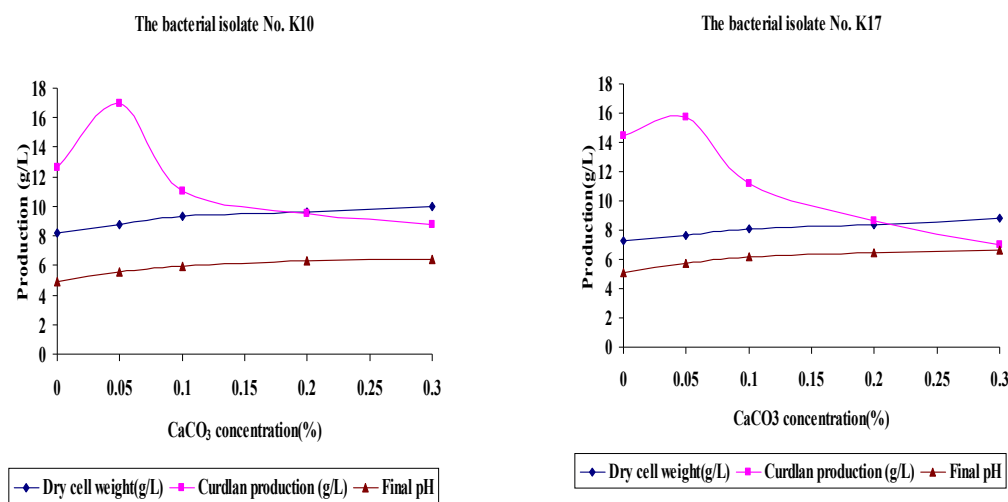 The bacterial isolate No. K10
Production (g/L)
18
16
14
12
10
8
6
4
2
0
0 0.05 0.1 0.15 0.2 0.25 0.3
CaCO₃ concentration(%)
Dry cell weight(g/L) Curdlan production (g/L) Final pH
The bacterial isolate No. K17
Production(g/L)
18
16
14
12
10
8
6
4
2
0
0 0.05 0.1 0.15 0.2 0.25 0.3
CaCO3 concentration(%)
Dry cell weight(g/L) Curdlan production (g/L) Final pH